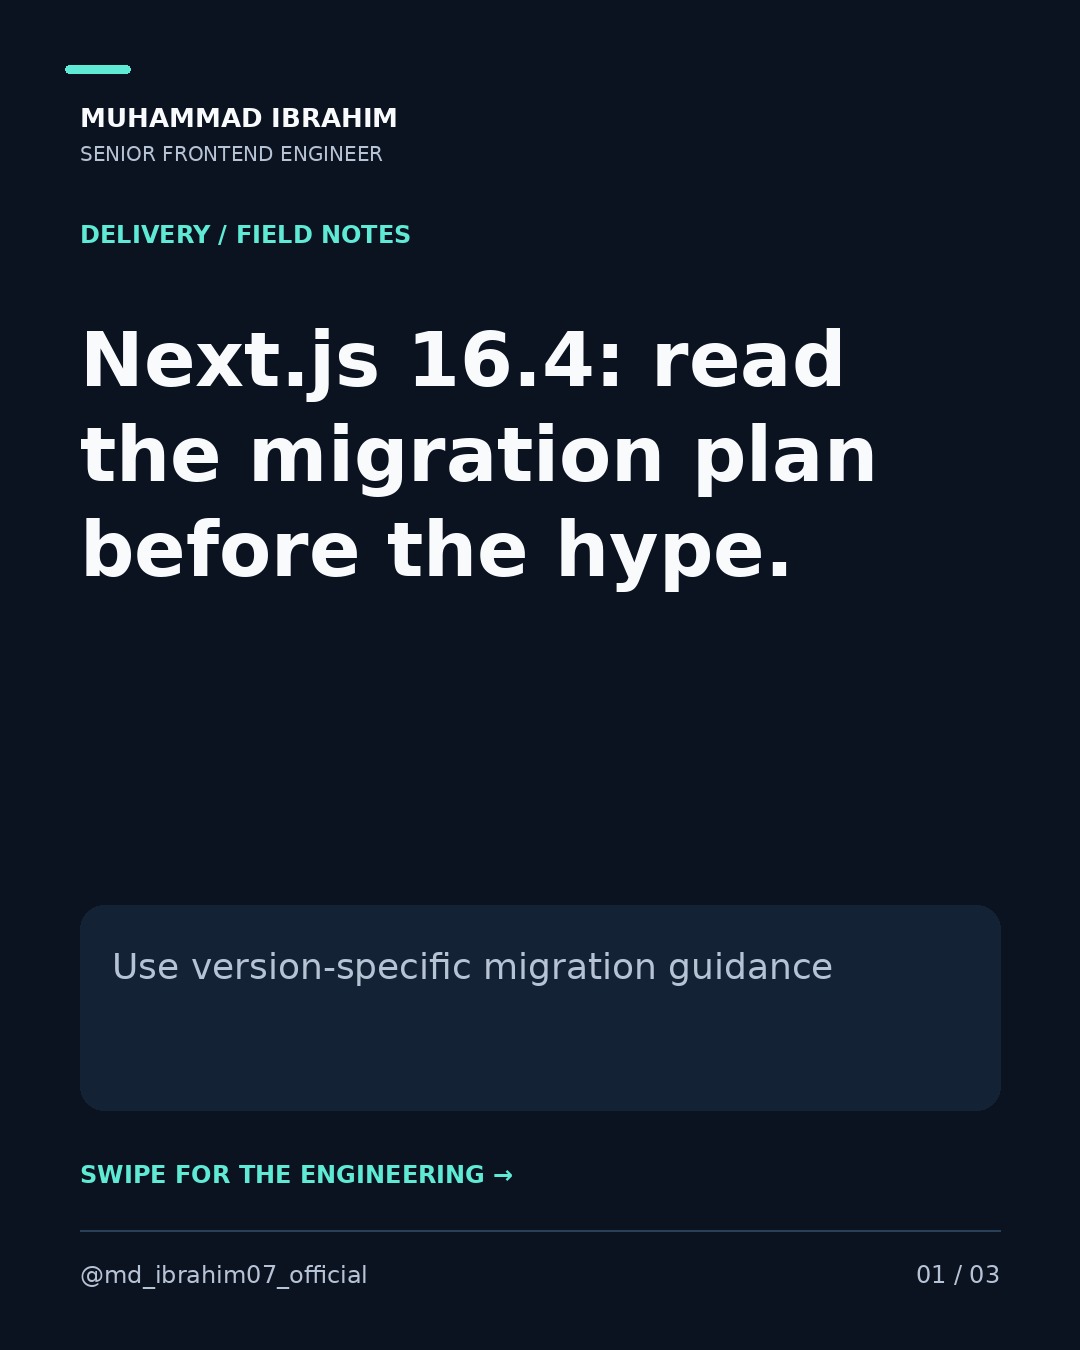 MUHAMMAD IBRAHIM
SENIOR FRONTEND ENGINEER
DELIVERY / FIELD NOTES
Next.js 16.4: read
the migration plan
before the hype.
Use version-specific migration guidance
SWIPE FOR THE ENGINEERING →
@md_ibrahim07_official
01 / 03